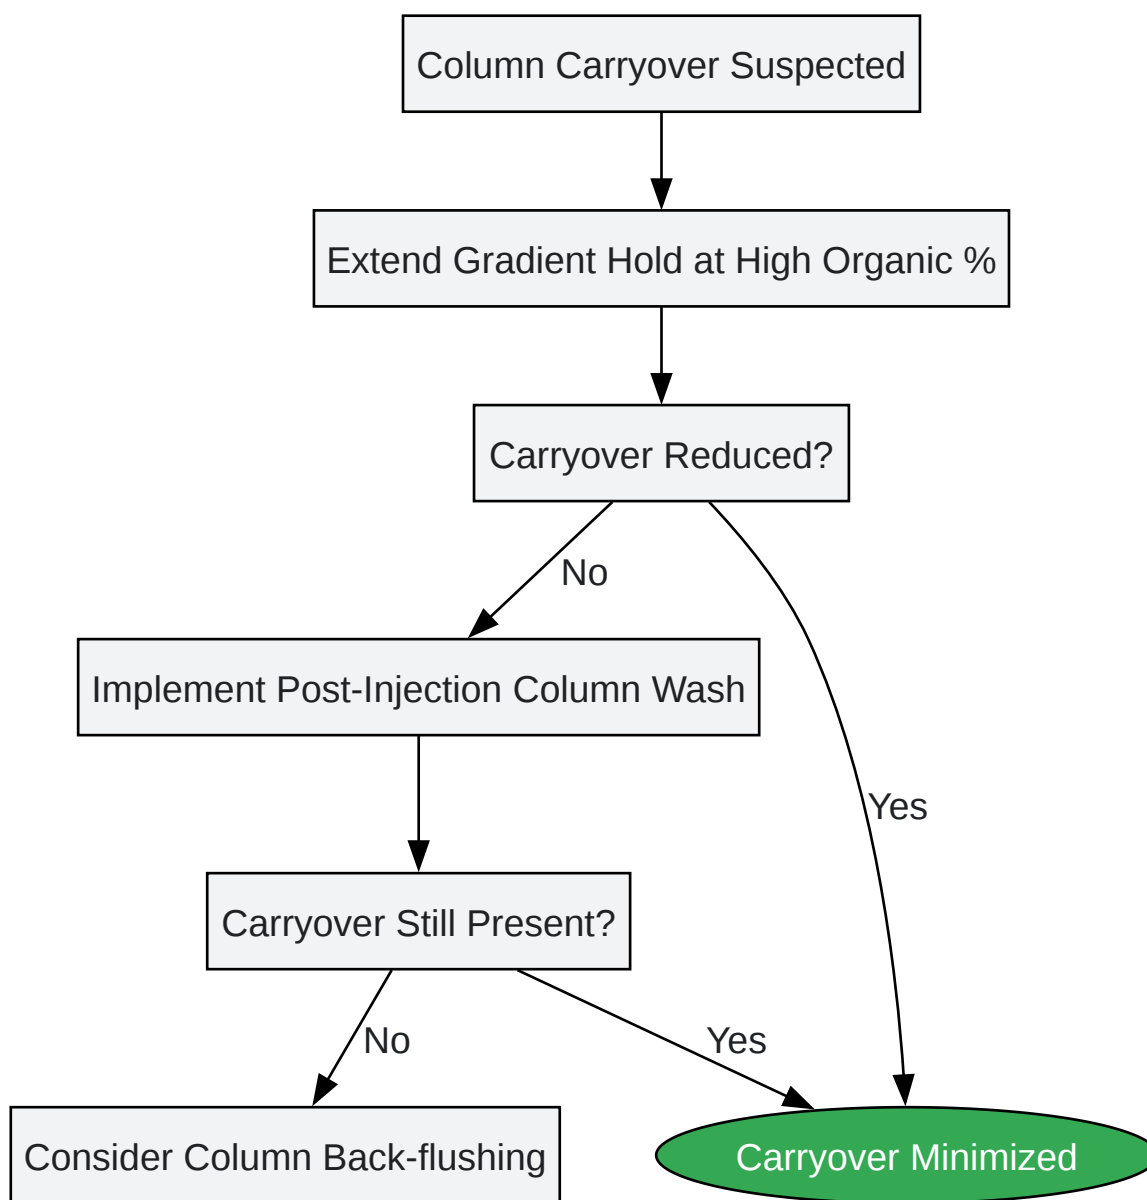 Column Carryover Suspected
Extend Gradient Hold at High Organic %
Carryover Reduced?
No
Implement Post-Injection Column Wash
Yes
Carryover Still Present?
No
Yes
Consider Column Back-flushing
Carryover Minimized